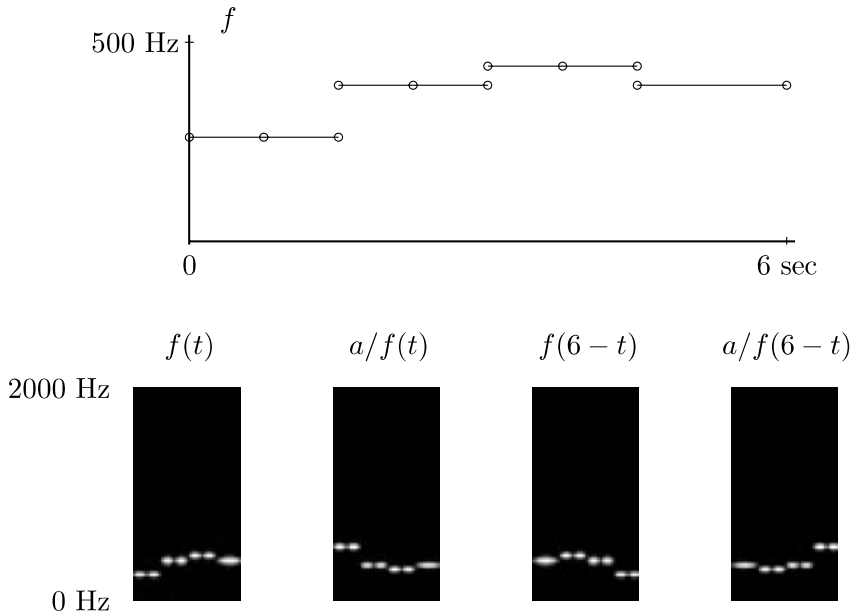 f
500 Hz
0
6 sec
f(t)
a/f(t)
f(6 − t)
a/f(6 − t)
2000 Hz
0 Hz